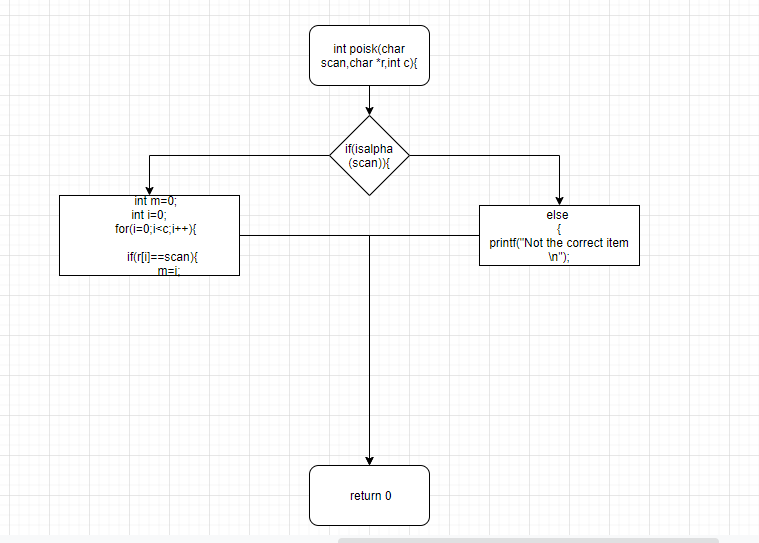 int poisk(char
scan,char *r,int c){
if(isalpha
(scan)){
int m=0;
int i=0;
for(i=0;i<c;i++){
if(r[i]==scan){
m=i;
else
{
printf("Not the correct item
\n");
return 0